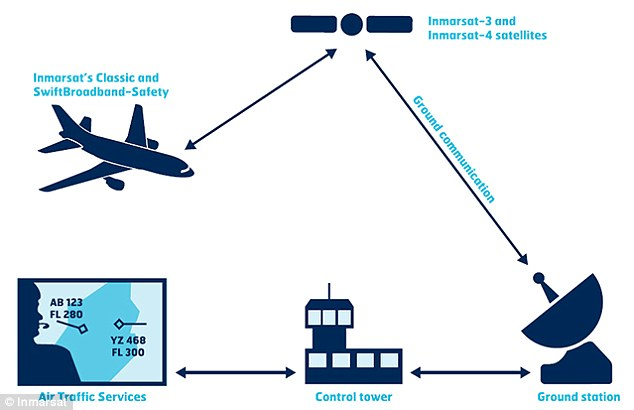 Inmarsat-3 and
Inmarsat-4 satellites
Inmarsat's Classic and
SwiftBroadband-Safety
Ground communication
AB 123
FL 280
YZ 468
FL 300
Air Traffic Services
Control tower
Ground station
© Inmarsat